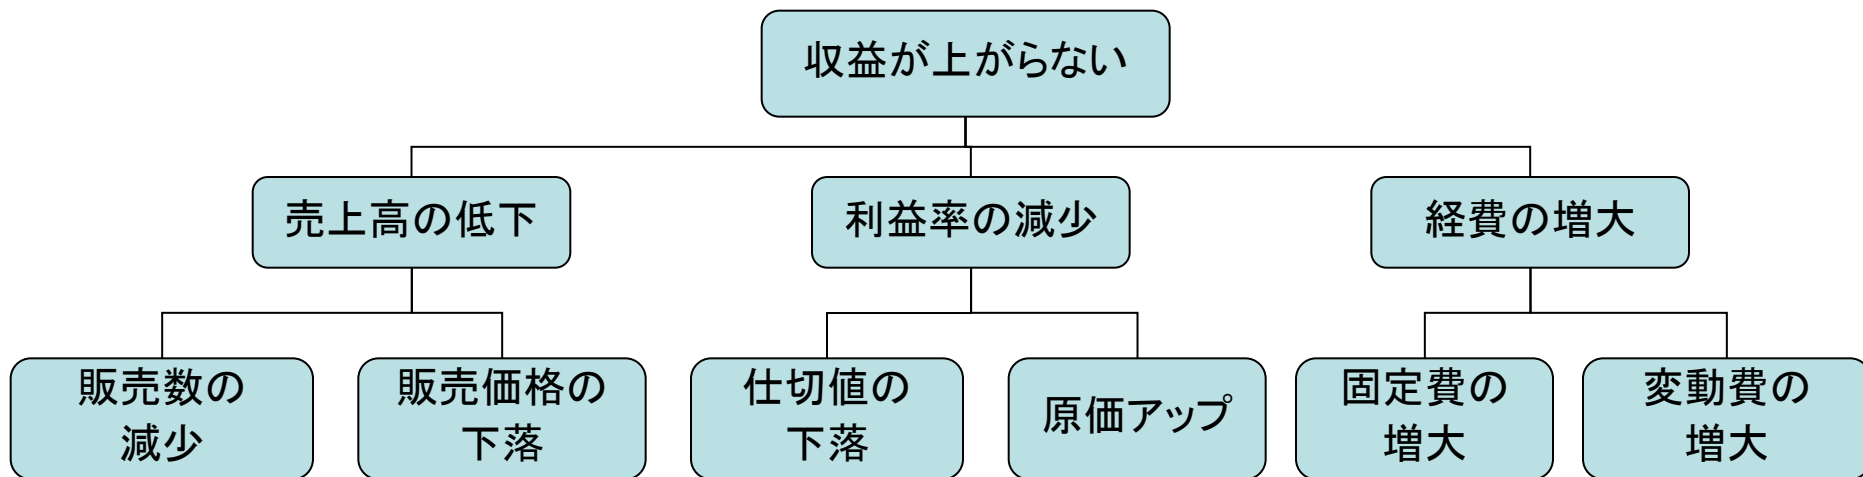 収益が上がらない
売上高の低下
利益率の減少
経費の増大
販売数の
減少
販売価格の
下落
仕切値の
下落
原価アップ
固定費の
増大
変動費の
増大